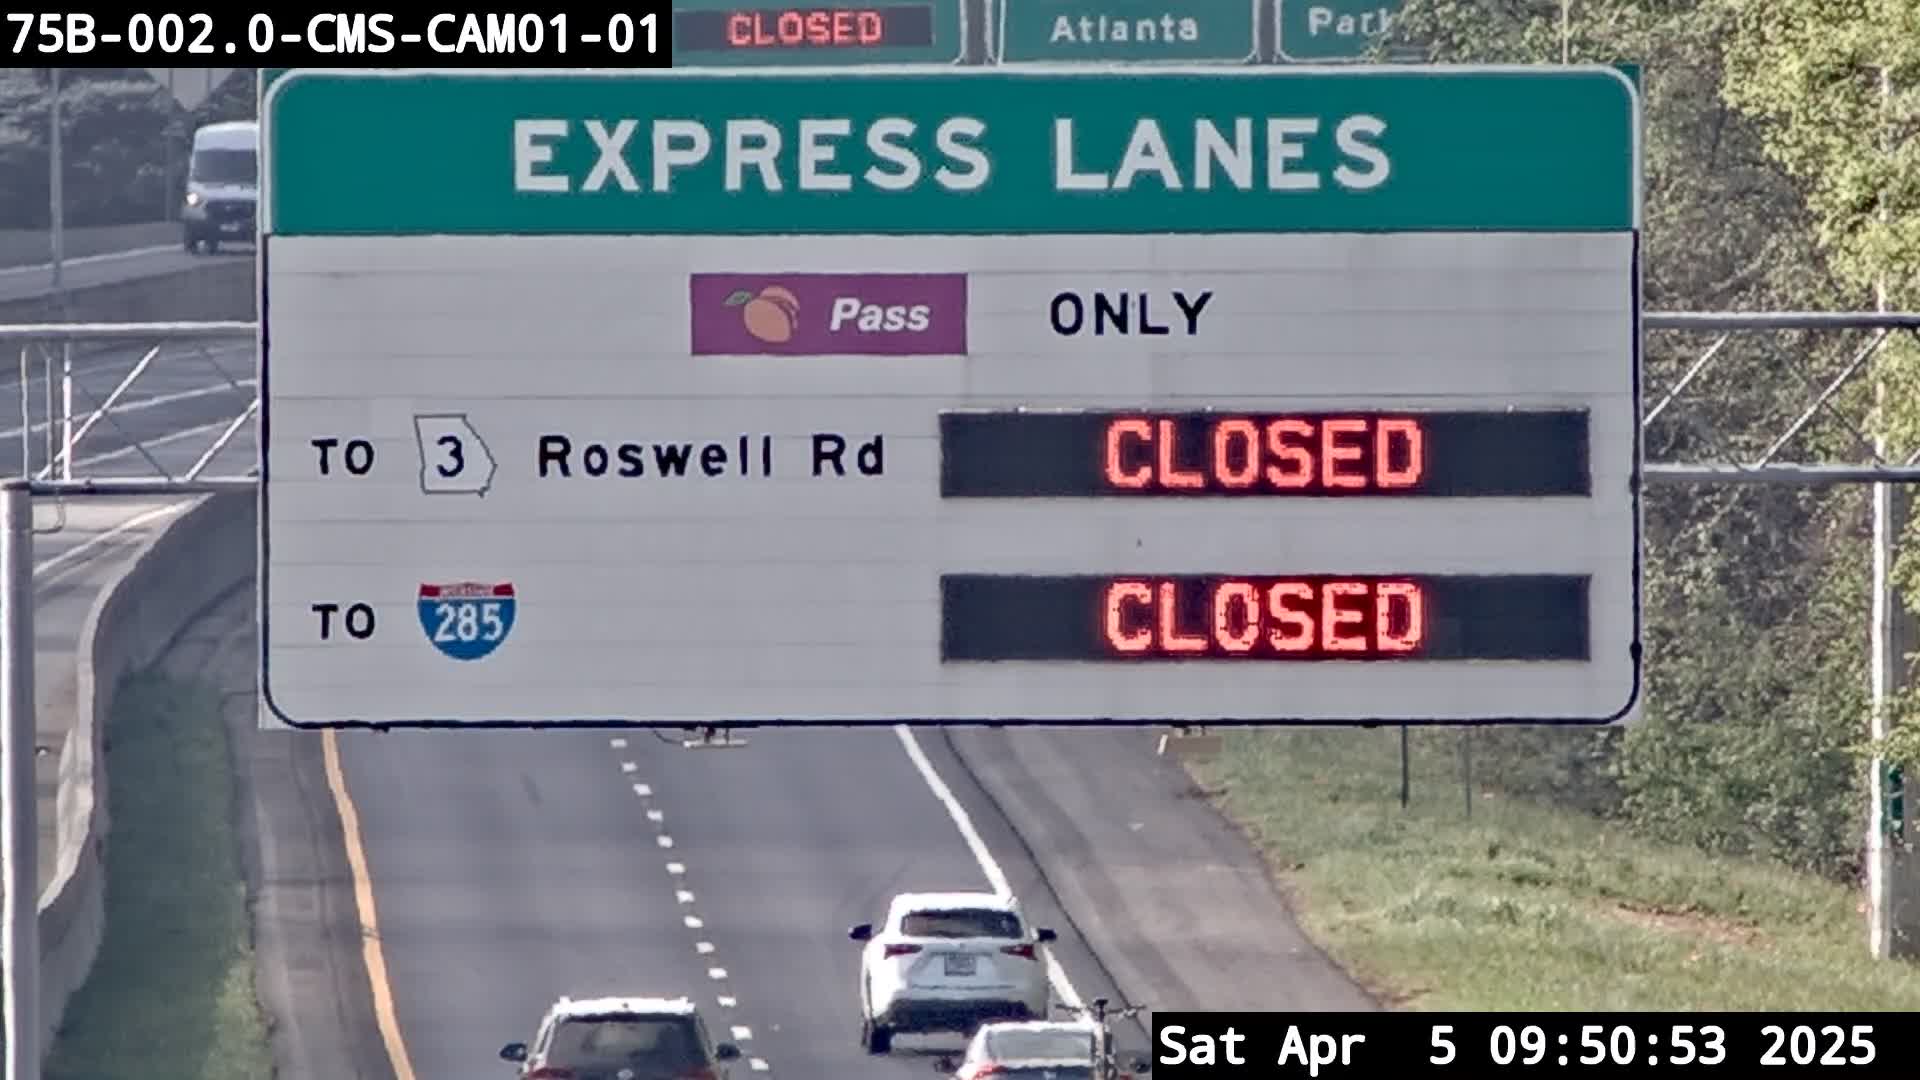 75B-002.0-CMS-CAM01-01
CLOSED
Atlanta
EXPRESS LANES
Pass ONLY
TO 3 Roswell Rd CLOSED
TO 285 CLOSED
Sat Apr 5 09:50:53 2025